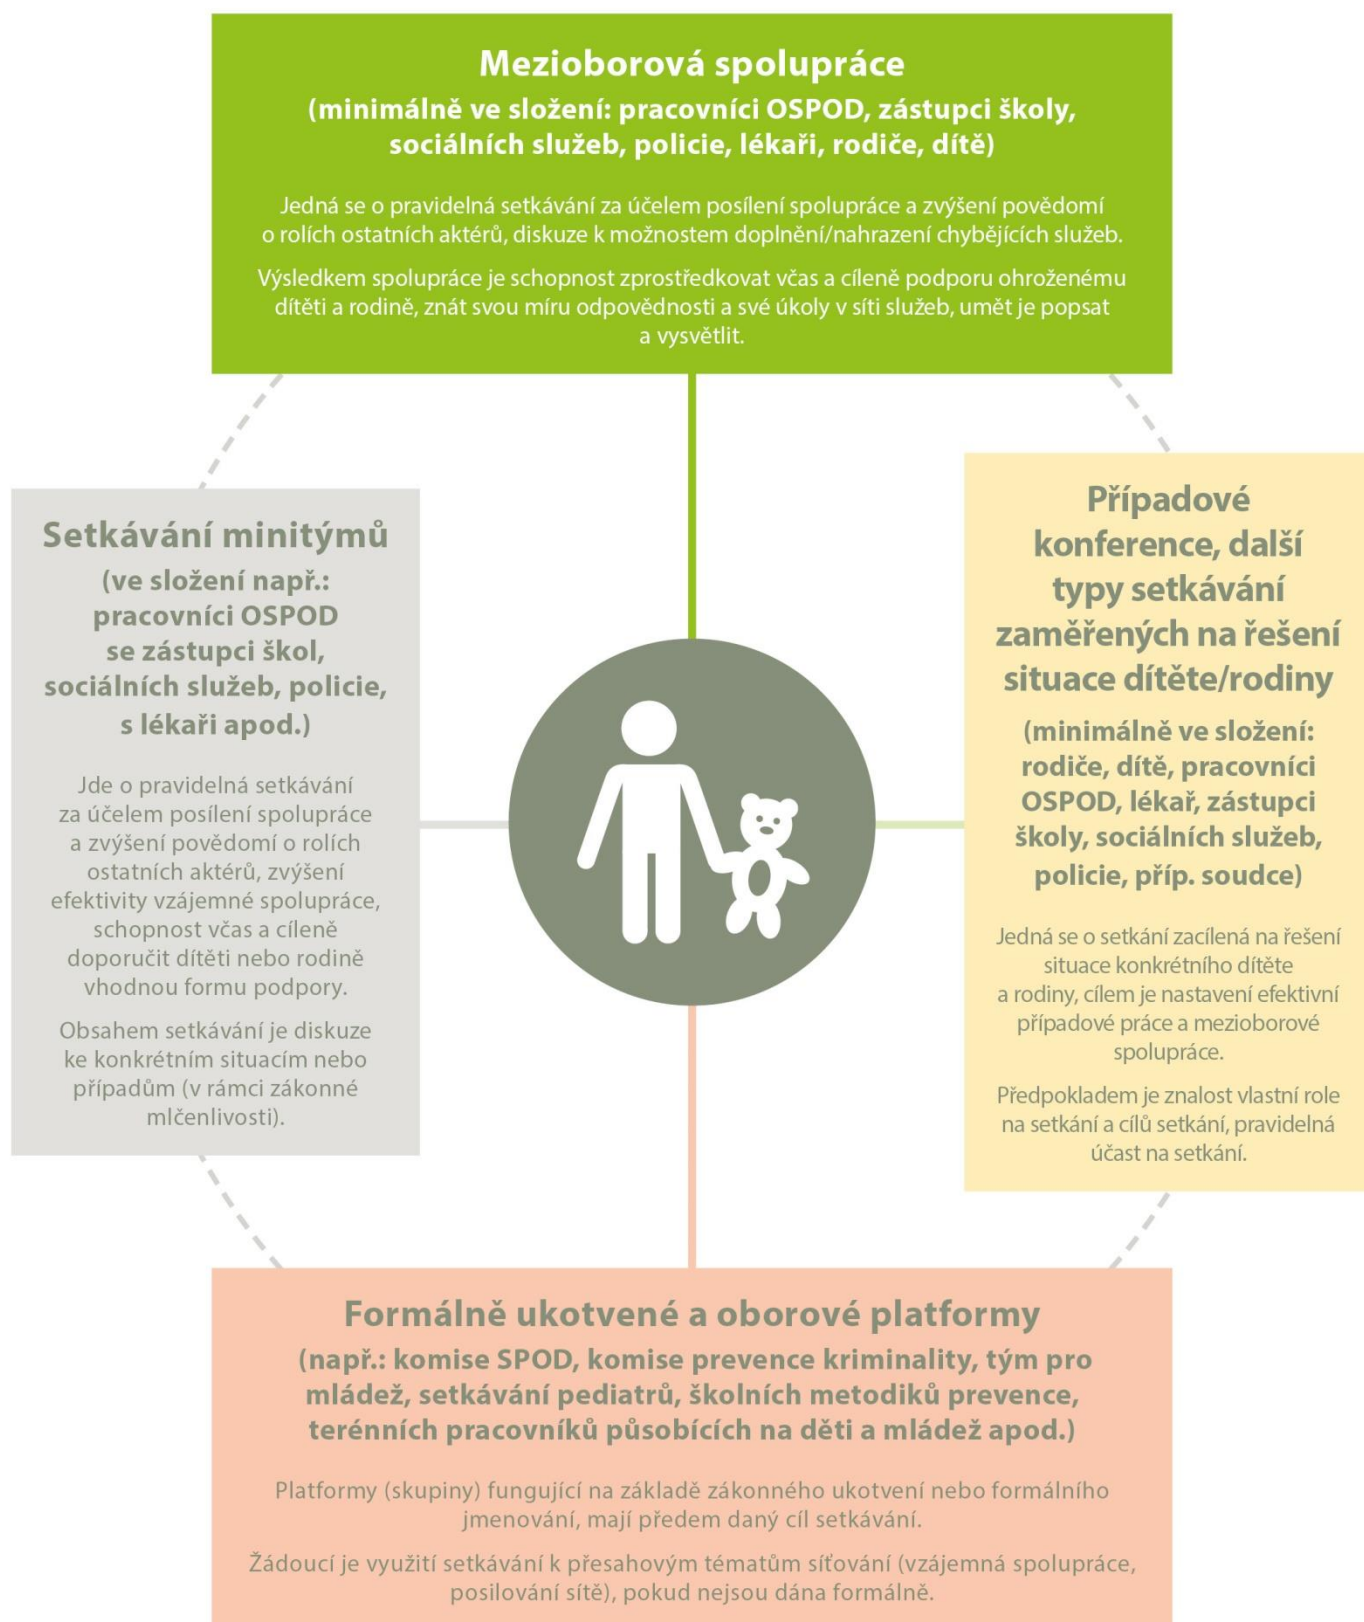 Mezioborová spolupráce
(minimálně ve složení: pracovníci OSPOD, zástupci školy,
sociálních služeb, policie, lékaři, rodiče, dítě)
Jedná se o pravidelná setkávání za účelem posílení spolupráce a zvýšení povědomí
o rolích ostatních aktérů, diskuze k možnostem doplnění/nahrazení chybějících služeb.
Výsledkem spolupráce je schopnost zprostředkovat včas a cíleně podporu ohroženému
dítěti a rodině, znát svou míru odpovědnosti a své úkoly v síti služeb, umět je popsat
a vysvětlit.
Setkávání minitýmů
(ve složení např.:
pracovníci OSPOD
se zástupci škol,
sociálních služeb, policie,
s lékaři apod.)
Jde o pravidelná setkávání
za účelem posílení spolupráce
a zvýšení povědomí o rolích
ostatních aktérů, zvýšení
efektivity vzájemné spolupráce,
schopnost včas a cíleně
doporučit dítěti nebo rodině
vhodnou formu podpory.
Obsahem setkávání je diskuze
ke konkrétním situacím nebo
případům (v rámci zákonné
mlčenlivosti).
Případové
konference, další
typy setkávání
zaměřených na řešení
situace dítěte/rodiny
(minimálně ve složení:
rodiče, dítě, pracovníci
OSPOD, lékař, zástupci
školy, sociálních služeb,
policie, příp. soudce)
Jedná se o setkání zacílená na řešení
situace konkrétního dítěte
a rodiny, cílem je nastavení efektivní
případové práce a mezioborové
spolupráce.
Předpokladem je znalost vlastní role
na setkání a cílů setkání, pravidelná
účast na setkání.
Formálně ukotvené a oborové platformy
(např.: komise SPOD, komise prevence kriminality, tým pro
mládež, setkávání pediatrů, školních metodiků prevence,
terénních pracovníků působících na děti a mládež apod.)
Platformy (skupiny) fungující na základě zákonného ukotvení nebo formálního
jmenování, mají předem daný cíl setkávání.
Žádoucí je využití setkávání k přesahovým tématům síťování (vzájemná spolupráce,
posilování sítě), pokud nejsou dána formálně.